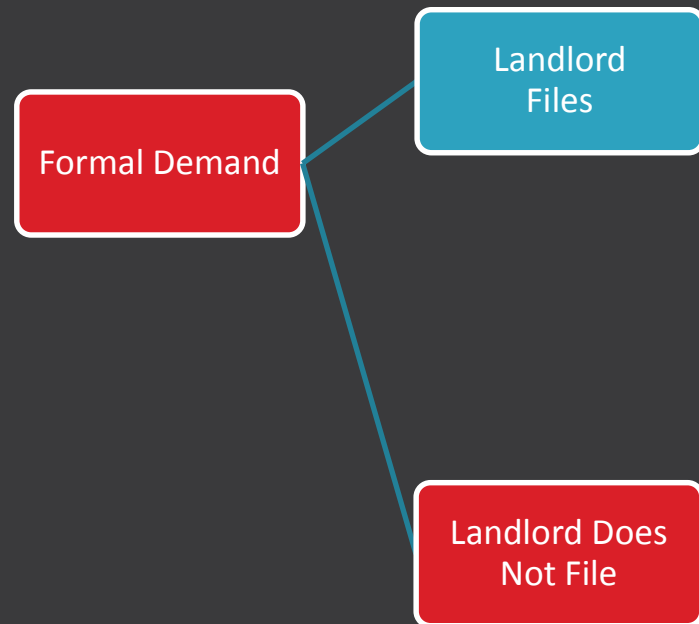 Landlord
Files
Formal Demand
Landlord Does
Not File